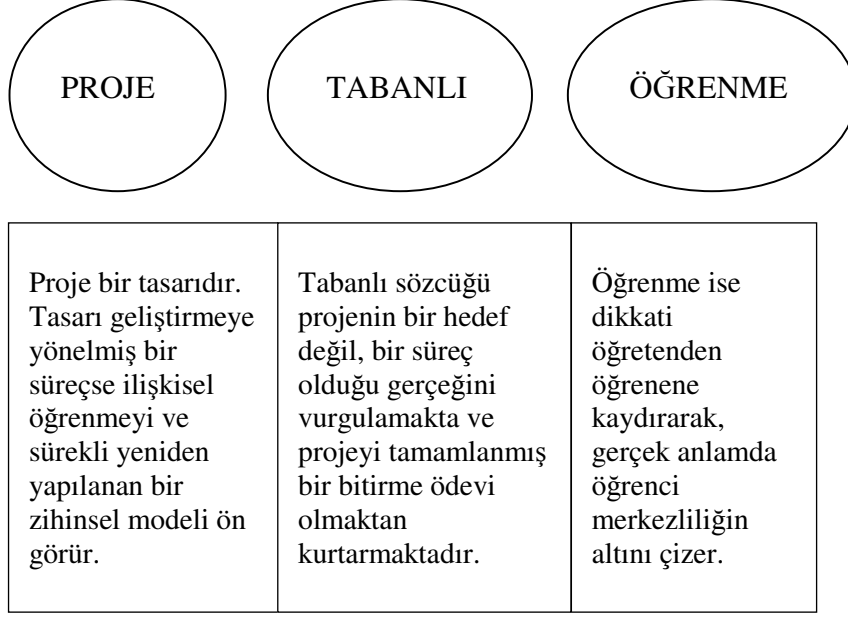 PROJE
TABANLI
ÖĞRENME
Proje bir tasarıdır.
Tasarı geliştirmeye
yönelmiş bir
süreçse ilişkisel
öğrenmeyi ve
sürekli yeniden
yapılanan bir
zihinsel modeli ön
görür.
Tabanlı sözcüğü
projenin bir hedef
değil, bir süreç
olduğu gerçeğini
vurgulamakta ve
projeyi tamamlanmış
bir bitirme ödevi
olmaktan
kurtarmaktadır.
Öğrenme ise
dikkati
öğretenden
öğrenene
kaydırarak,
gerçek anlamda
öğrenci
merkezliliğin
altını çizer.